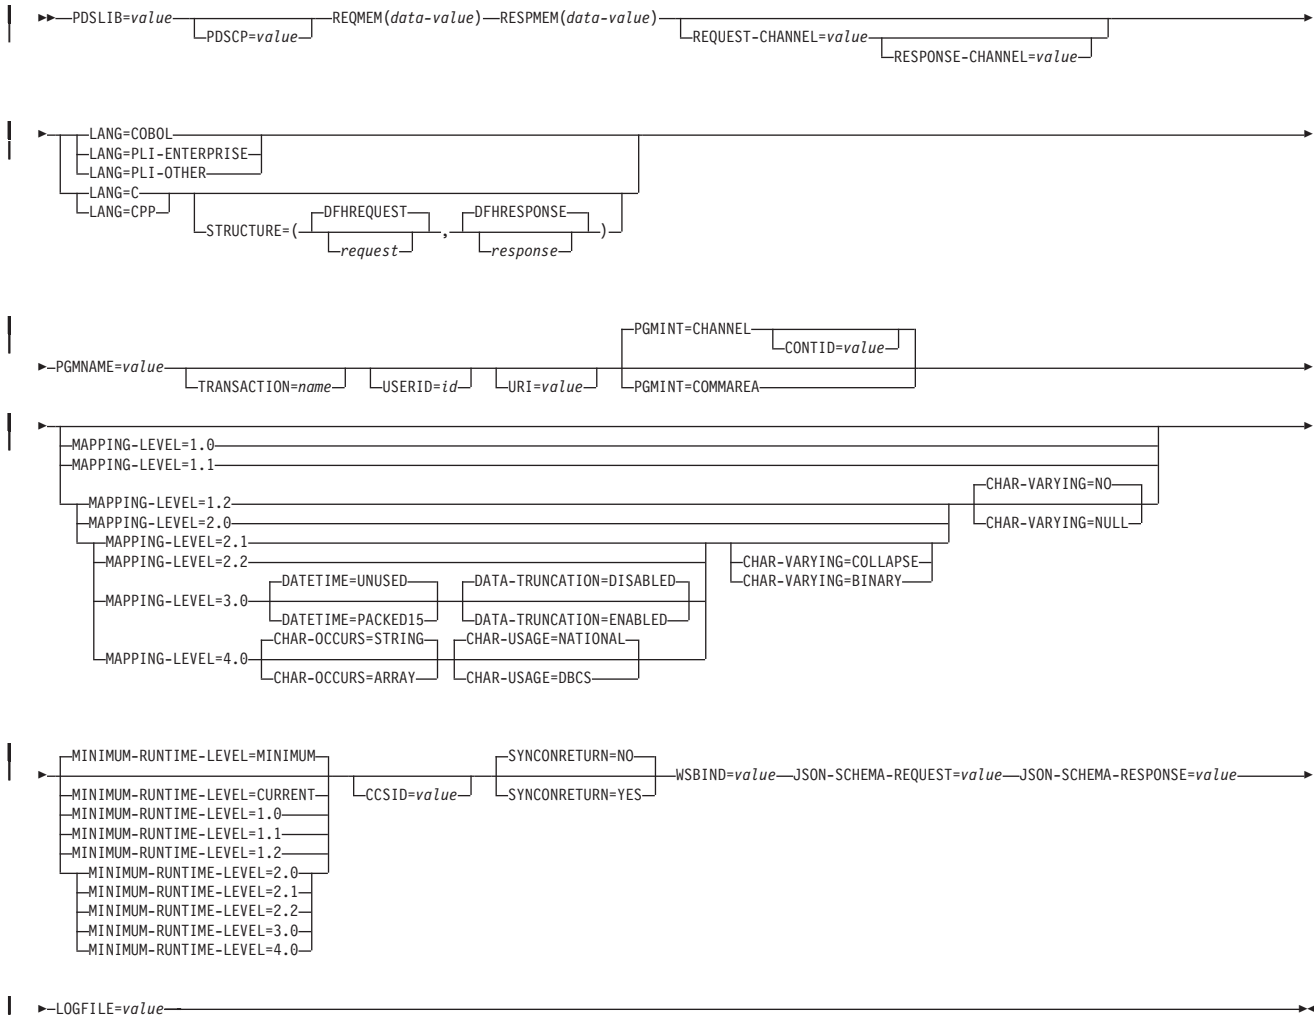 PDSLIB=value REQMEM(data-value) RESPMEM(data-value)
PDSCP=value REQUEST-CHANNEL=value
RESPONSE-CHANNEL=value
LANG=COBOL
LANG=PLI-ENTERPRISE
LANG=PLI-OTHER
LANG=C
LANG=CPP
DFHREQUEST DFHRESPONSE
STRUCTURE=( , )
request response
PGMINT=CHANNEL
CONTID=value
PGMNAME=value
TRANSACTION=name USERID=id URI=value PGMINT=COMMAREA
MAPPING-LEVEL=1.0
MAPPING-LEVEL=1.1
CHAR-VARYING=NO
MAPPING-LEVEL=1.2
MAPPING-LEVEL=2.0 CHAR-VARYING=NULL
MAPPING-LEVEL=2.1
MAPPING-LEVEL=2.2 CHAR-VARYING=COLLAPSE
DATETIME=UNUSED DATA-TRUNCATION=DISABLED CHAR-VARYING=BINARY
MAPPING-LEVEL=3.0
DATETIME=PACKED15 DATA-TRUNCATION=ENABLED
CHAR-OCCURS=STRING CHAR-USAGE=NATIONAL
MAPPING-LEVEL=4.0
CHAR-OCCURS=ARRAY CHAR-USAGE=DBCS
MINIMUM-RUNTIME-LEVEL=MINIMUM SYNCONRETURN=NO
WSBIND=value JSON-SCHEMA-REQUEST=value JSON-SCHEMA-RESPONSE=value
MINIMUM-RUNTIME-LEVEL=CURRENT CCSID=value SYNCONRETURN=YES
MINIMUM-RUNTIME-LEVEL=1.0
MINIMUM-RUNTIME-LEVEL=1.1
MINIMUM-RUNTIME-LEVEL=1.2
MINIMUM-RUNTIME-LEVEL=2.0
MINIMUM-RUNTIME-LEVEL=2.1
MINIMUM-RUNTIME-LEVEL=2.2
MINIMUM-RUNTIME-LEVEL=3.0
MINIMUM-RUNTIME-LEVEL=4.0
LOGFILE=value